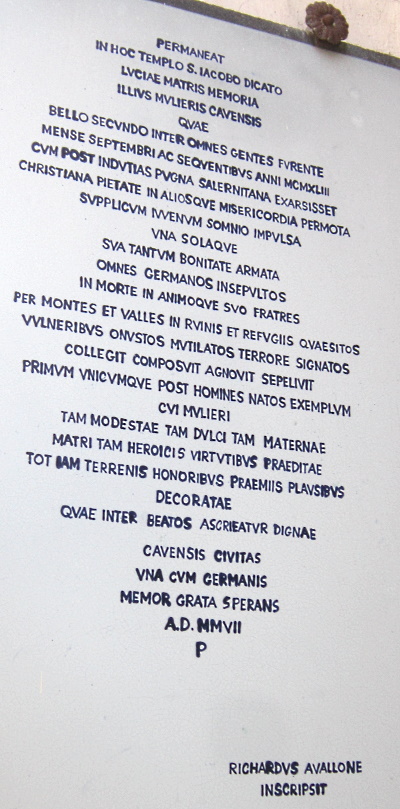 PERMANEAT
IN HOC TEMPLO S. IACOBO DICATO
LVCIAE MATRIS MEMORIA
ILLIVS MVLIERIS CAVENSIS
QVAE
BELLO SECVNDO INTER OMNES GENTES FVRENTE
MENSE SEPTEMBRI AC SEQVENTIBVS ANNI MCMXLIII
CVM POST INDVTIAS PVGNA SALERNITANA EXARSISSET
CHRISTIANA PIETATE IN ALIOSQVE MISERICORDIA PERMOTA
SVPPLICVM IVVENVM SOMNIO IMPVLSA
VNA SOLAQVE
SVA TANTVM BONITATE ARMATA
OMNES GERMANOS INSEPVLTOS
IN MORTE IN ANIMOQVE SVO FRATRES
PER MONTES ET VALLES IN RVINIS ET REFVGIIS QVAESITOS
VVLNERIBVS ONVSTOS MVTILATOS TERRORE SIGNATOS
COLLEGIT COMPOSVIT AGNOVIT SEPELIVIT
PRIMVM VNICVMQVE POST HOMINES NATOS EXEMPLVM
CVI MVLIERI
TAM MODESTAE TAM DVLCI TAM MATERNAE
MATRI TAM HEROICIS VIRTVTIBVS PRAEDITAE
TOT IAM TERRENIS HONORIBVS PRAEMIIS PLAVSIBVS
DECORATAE
QVAE INTER BEATOS ASCRIEATVR DIGNAE
CAVENSIS CIVITAS
VNA CVM GERMANIS
MEMOR GRATA SPERANS
A.D. MMVII
P
RICHARDVS AVALLONE
INSCRIPSIT